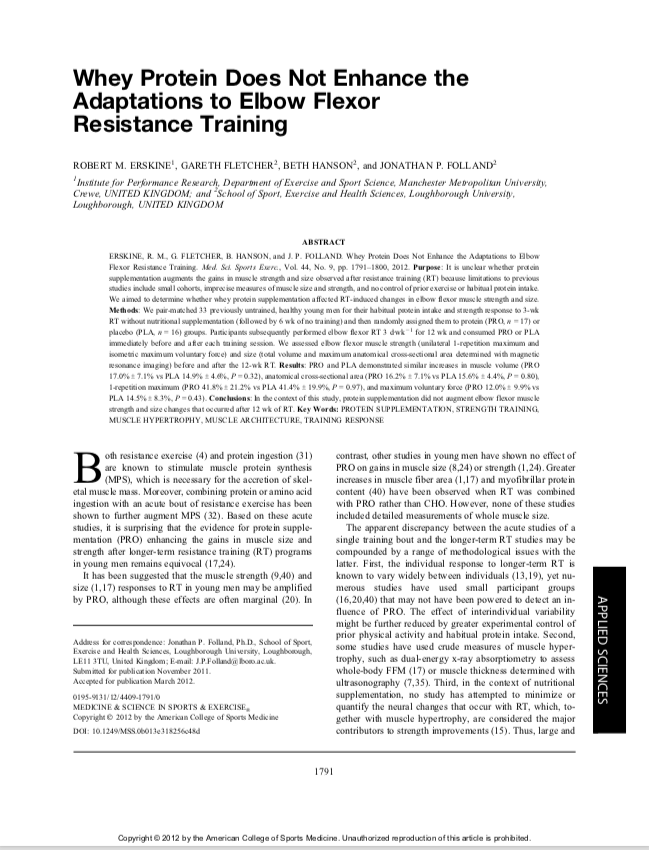 Whey Protein Does Not Enhance the
Adaptations to Elbow Flexor
Resistance Training
ROBERT M. ERSKINE1, GARETH FLETCHER2, BETH HANSON2, and JONATHAN P. FOLLAND2
1Institute for Performance Research, Department of Exercise and Sport Science, Manchester Metropolitan University,
Crewe, UNITED KINGDOM; and 2School of Sport, Exercise and Health Sciences, Loughborough University,
Loughborough, UNITED KINGDOM
ABSTRACT
ERSKINE, R. M., G. FLETCHER, B. HANSON, and J. P. FOLLAND. Whey Protein Does Not Enhance the Adaptations to Elbow
Flexor Resistance Training. Med. Sci. Sports Exerc., Vol. 44, No. 9, pp. 1791–1800, 2012. Purpose: It is unclear whether protein
supplementation augments the gains in muscle strength and size observed after resistance training (RT) because limitations to previous
studies include small cohorts, imprecise measures of muscle size and strength, and no control of prior exercise or habitual protein intake.
We aimed to determine whether whey protein supplementation affected RT-induced changes in elbow flexor muscle strength and size.
Methods: We pair-matched 33 previously untrained, healthy young men for their habitual protein intake and strength response to 3-wk
RT without nutritional supplementation (followed by 6 wk of no training) and then randomly assigned them to protein (PRO, n = 17) or
placebo (PLA, n = 16) groups. Participants subsequently performed elbow flexor RT 3 d·wk−1 for 12 wk and consumed PRO or PLA
immediately before and after each training session. We assessed elbow flexor muscle strength (unilateral 1-repetition maximum and
isometric maximum voluntary force) and size (total volume and maximum anatomical cross-sectional area determined with magnetic
resonance imaging) before and after the 12-wk RT. Results: PRO and PLA demonstrated similar increases in muscle volume (PRO
17.0% ± 7.1% vs PLA 14.9% ± 4.6%, P = 0.32), anatomical cross-sectional area (PRO 16.2% ± 7.1% vs PLA 15.6% ± 4.4%, P = 0.80),
1-repetition maximum (PRO 41.8% ± 21.2% vs PLA 41.4% ± 19.9%, P = 0.97), and maximum voluntary force (PRO 12.0% ± 9.9% vs
PLA 14.5% ± 8.3%, P = 0.43). Conclusions: In the context of this study, protein supplementation did not augment elbow flexor muscle
strength and size changes that occurred after 12 wk of RT. Key Words: PROTEIN SUPPLEMENTATION, STRENGTH TRAINING,
MUSCLE HYPERTROPHY, MUSCLE ARCHITECTURE, TRAINING RESPONSE
Both resistance exercise (4) and protein ingestion (31)
are known to stimulate muscle protein synthesis
(MPS), which is necessary for the accretion of skel-
etal muscle mass. Moreover, combining protein or amino acid
ingestion with an acute bout of resistance exercise has been
shown to further augment MPS (32). Based on these acute
studies, it is surprising that the evidence for protein supple-
mentation (PRO) enhancing the gains in muscle size and
strength after longer-term resistance training (RT) programs
in young men remains equivocal (17,24).
It has been suggested that the muscle strength (9,40) and
size (1,17) responses to RT in young men may be amplified
by PRO, although these effects are often marginal (20). In
Address for correspondence: Jonathan P. Folland, Ph.D., School of Sport,
Exercise and Health Sciences, Loughborough University, Loughborough,
LE11 3TU, United Kingdom; E-mail: J.P.Folland@lboro.ac.uk.
Submitted for publication November 2011.
Accepted for publication March 2012.
0195-9131/12/4409-1791/0
MEDICINE & SCIENCE IN SPORTS & EXERCISE®
Copyright © 2012 by the American College of Sports Medicine
DOI: 10.1249/MSS.0b013e318256c48d
contrast, other studies in young men have shown no effect of
PRO on gains in muscle size (8,24) or strength (1,24). Greater
increases in muscle fiber area (1,17) and myofibrillar protein
content (40) have been observed when RT was combined
with PRO rather than CHO. However, none of these studies
included detailed measurements of whole muscle size.
The apparent discrepancy between the acute studies of a
single training bout and the longer-term RT studies may be
compounded by a range of methodological issues with the
latter. First, the individual response to longer-term RT is
known to vary widely between individuals (13,19), yet nu-
merous studies have used small participant groups
(16,20,40) that may not have been powered to detect an in-
fluence of PRO. The effect of interindividual variability
might be further reduced by greater experimental control of
prior physical activity and habitual protein intake. Second,
some studies have used crude measures of muscle hyper-
trophy, such as dual-energy x-ray absorptiometry to assess
whole-body FFM (17) or muscle thickness determined with
ultrasonography (7,35). Third, in the context of nutritional
supplementation, no study has attempted to minimize or
quantify the neural changes that occur with RT, which, to-
gether with muscle hypertrophy, are considered the major
contributors to strength improvements (15). Thus, large and
APPLIED SCIENCES
1791
Copyright © 2012 by the American College of Sports Medicine. Unauthorized reproduction of this article is prohibited.